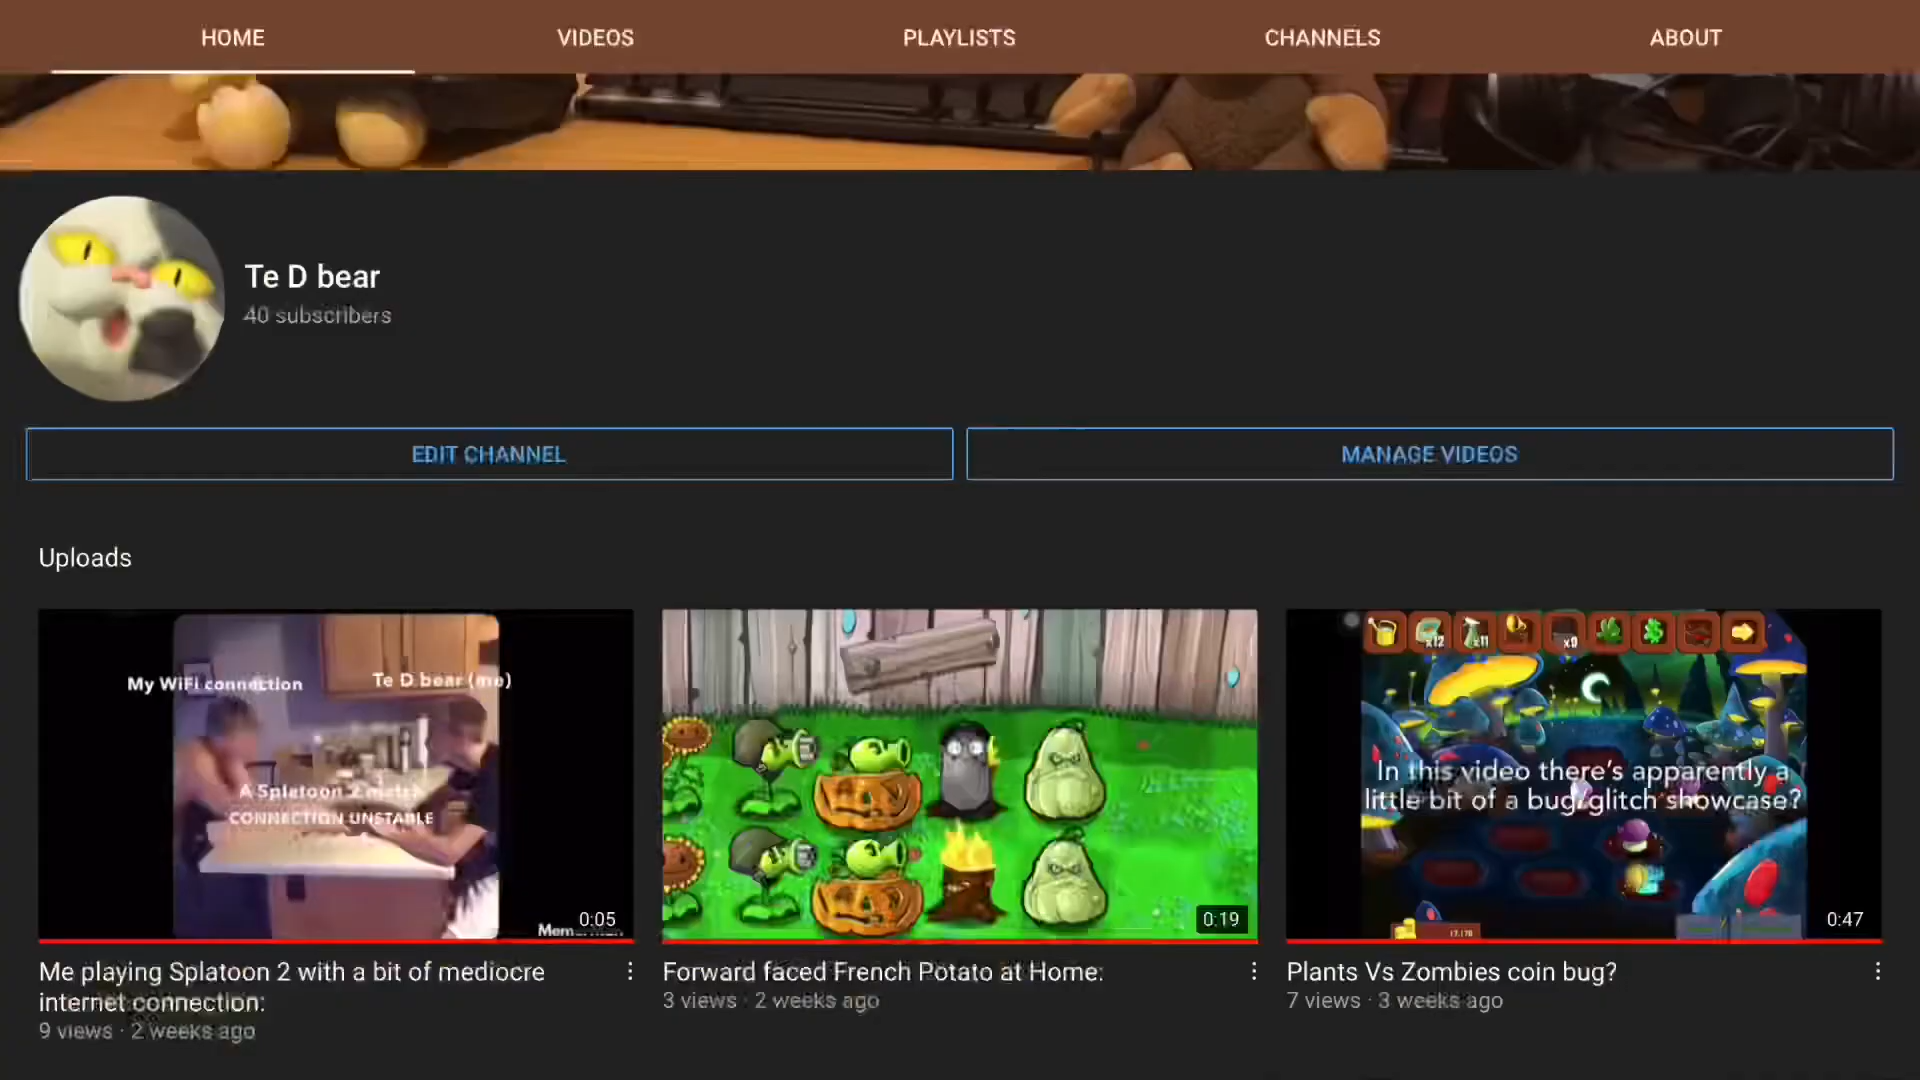 HOME
VIDEOS
PLAYLISTS
CHANNELS
ABOUT
Te D bear
40 subscribers
EDIT CHANNEL
MANAGE VIDEOS
Uploads
My WiFi connection
Te D bear (me)
A Splatoon 2 match
CONNECTION UNSTABLE
0:05
0:19
x12
x11
x9
In this video there's apparently a
little bit of a bug/glitch showcase?
0:47
Me playing Splatoon 2 with a bit of mediocre
internet connection:
9 views · 2 weeks ago
Forward faced French Potato at Home:
3 views · 2 weeks ago
Plants Vs Zombies coin bug?
7 views · 3 weeks ago